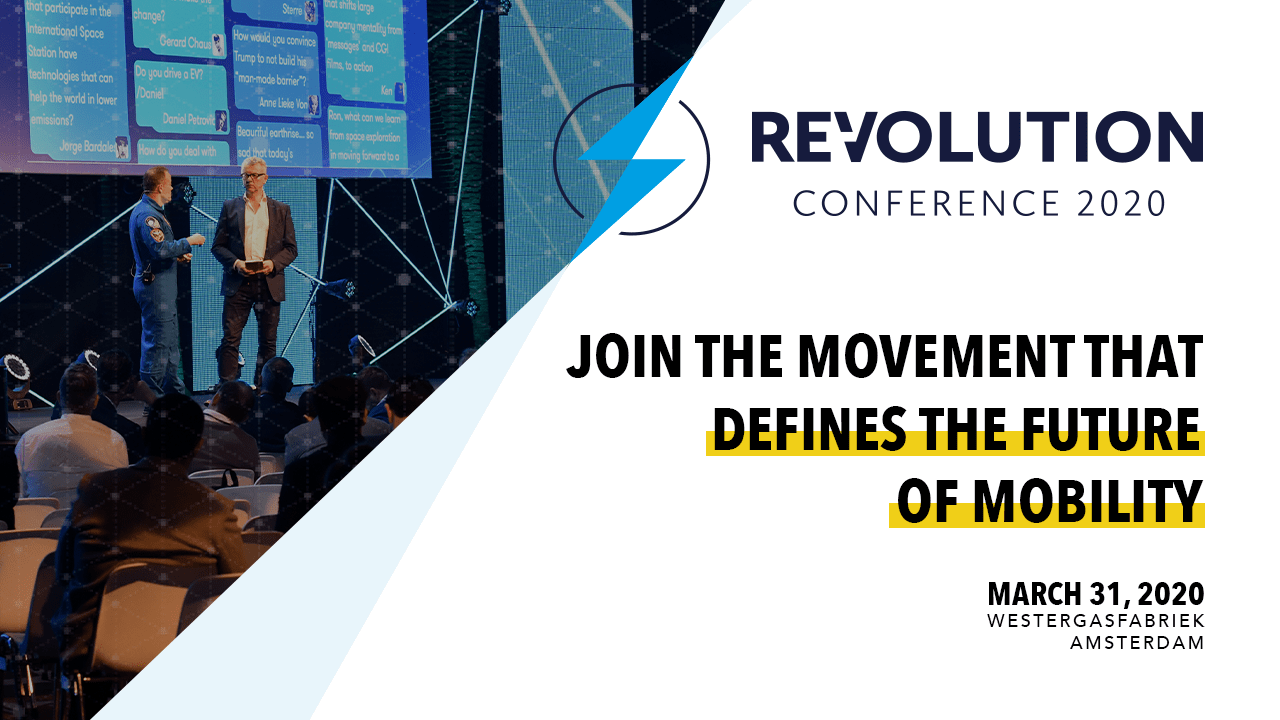 that participate in the
International Space
Station have
technologies that can
help the world in lower
emissions?
Jorge Bardales
change?
Gerard Chaus
Do you drive a EV?
/Daniel
Daniel Petrovic
How do you deal with
Sterre
How would you convince
Trump to not build his
"man-made barrier"?
Anne Lieke Von
Beauriful earthrise.... so
sad that today's
that shifts large
company mentality from
'messages' and CGI
films, to action
Ken
Ron, what can we learn
from space exploration
in moving forward to a
REVOLUTION
CONFERENCE 2020
JOIN THE MOVEMENT THAT
DEFINES THE FUTURE
OF MOBILITY
MARCH 31, 2020
WESTERGASFABRIEK
AMSTERDAM